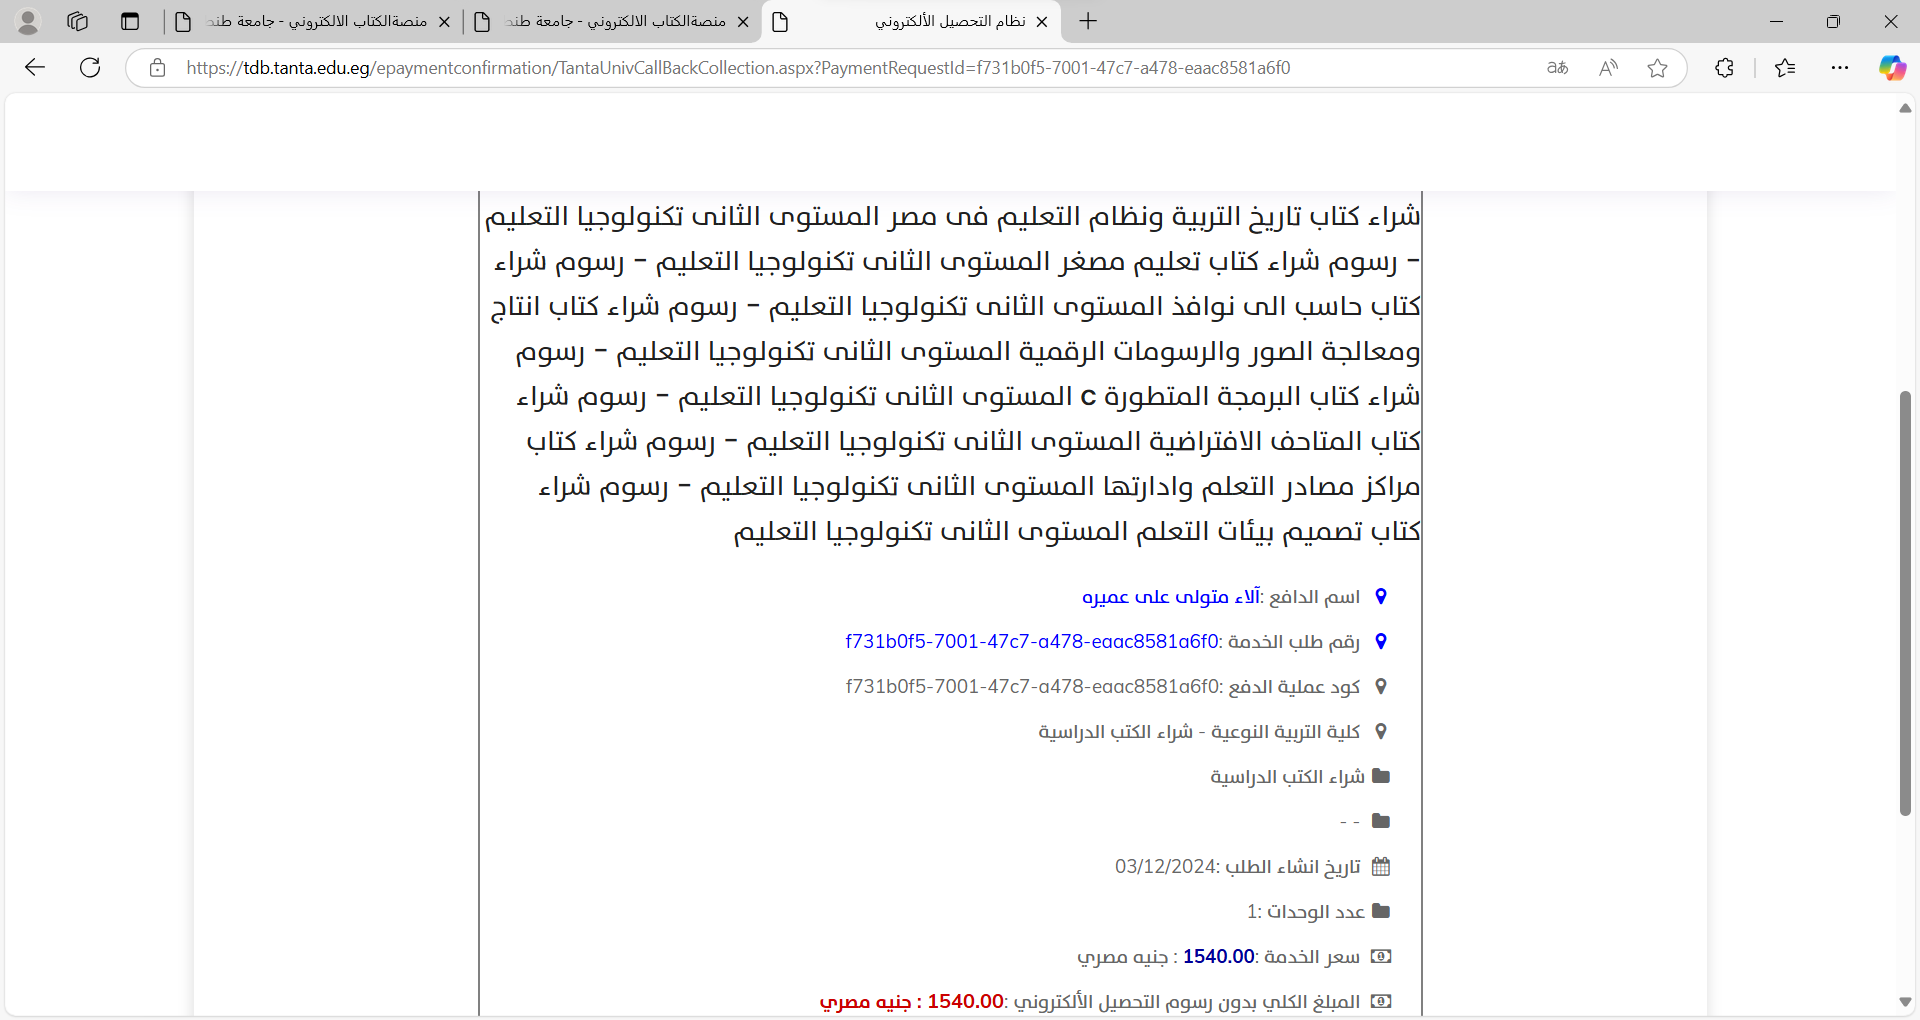 منصةالكتاب الالكتروني - جامعة طنط
منصةالكتاب الالكتروني - جامعة طنط
نظام التحصيل الألكتروني
https://tdb.tanta.edu.eg/epaymentconfirmation/TantaUnivCallBackCollection.aspx?PaymentRequestId=f731b0f5-7001-47c7-a478-eaac8581a6f0
شراء كتاب تاريخ التربية ونظام التعليم فى مصر المستوى الثانى تكنولوجيا التعليم
- رسوم شراء كتاب تعليم مصغر المستوى الثانى تكنولوجيا التعليم - رسوم شراء
كتاب حاسب الى نوافذ المستوى الثانى تكنولوجيا التعليم - رسوم شراء كتاب انتاج
ومعالجة الصور والرسومات الرقمية المستوى الثانى تكنولوجيا التعليم - رسوم
شراء كتاب البرمجة المتطورة C المستوى الثانى تكنولوجيا التعليم - رسوم شراء
كتاب المتاحف الافتراضية المستوى الثانى تكنولوجيا التعليم - رسوم شراء كتاب
مراكز مصادر التعلم وادارتها المستوى الثانى تكنولوجيا التعليم - رسوم شراء
كتاب تصميم بيئات التعلم المستوى الثانى تكنولوجيا التعليم
اسم الدافع :آلاء متولى على عميره
رقم طلب الخدمة :f731b0f5-7001-47c7-a478-eaac8581a6f0
كود عملية الدفع :f731b0f5-7001-47c7-a478-eaac8581a6f0
كلية التربية النوعية - شراء الكتب الدراسية
شراء الكتب الدراسية
- -
تاريخ انشاء الطلب :03/12/2024
عدد الوحدات :1
سعر الخدمة :1540.00 : جنيه مصري
المبلغ الكلي بدون رسوم التحصيل الألكتروني :1540.00 : جنيه مصري